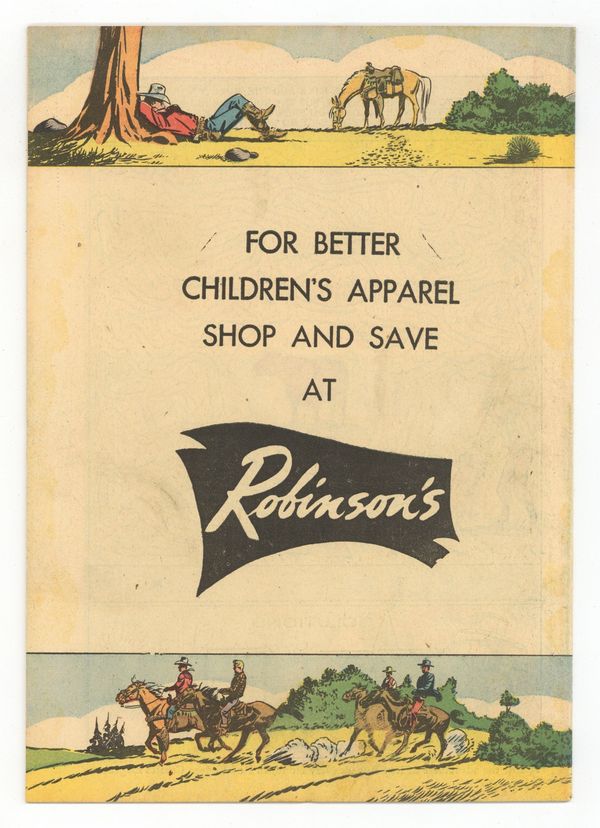 FOR BETTER
CHILDREN'S APPAREL
SHOP AND SAVE
AT
Robinson's